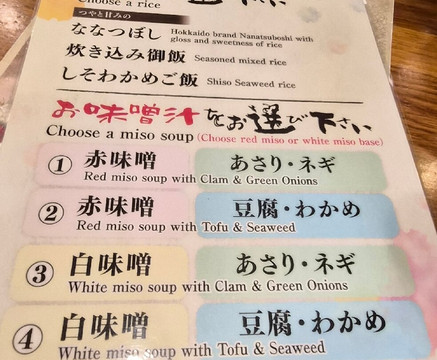 Choose a rice
つやと甘みの
ななつぼし Hokkaido brand Nanatsuboshi with
gloss and sweetness of rice
炊き込み御飯 Seasoned mixed rice
しそわかめご飯 Shiso Seaweed rice
お味噌汁をお選び下さい
Choose a miso soup (Choose red miso or white miso base)
① 赤味噌 あさり・ネギ
Red miso soup with Clam & Green Onions
② 赤味噌 豆腐・わかめ
Red miso soup with Tofu & Seaweed
③ 白味噌 あさり・ネギ
White miso soup with Clam & Green Onions
④ 白味噌 豆腐・わかめ
White miso soup with Tofu & Seaweed